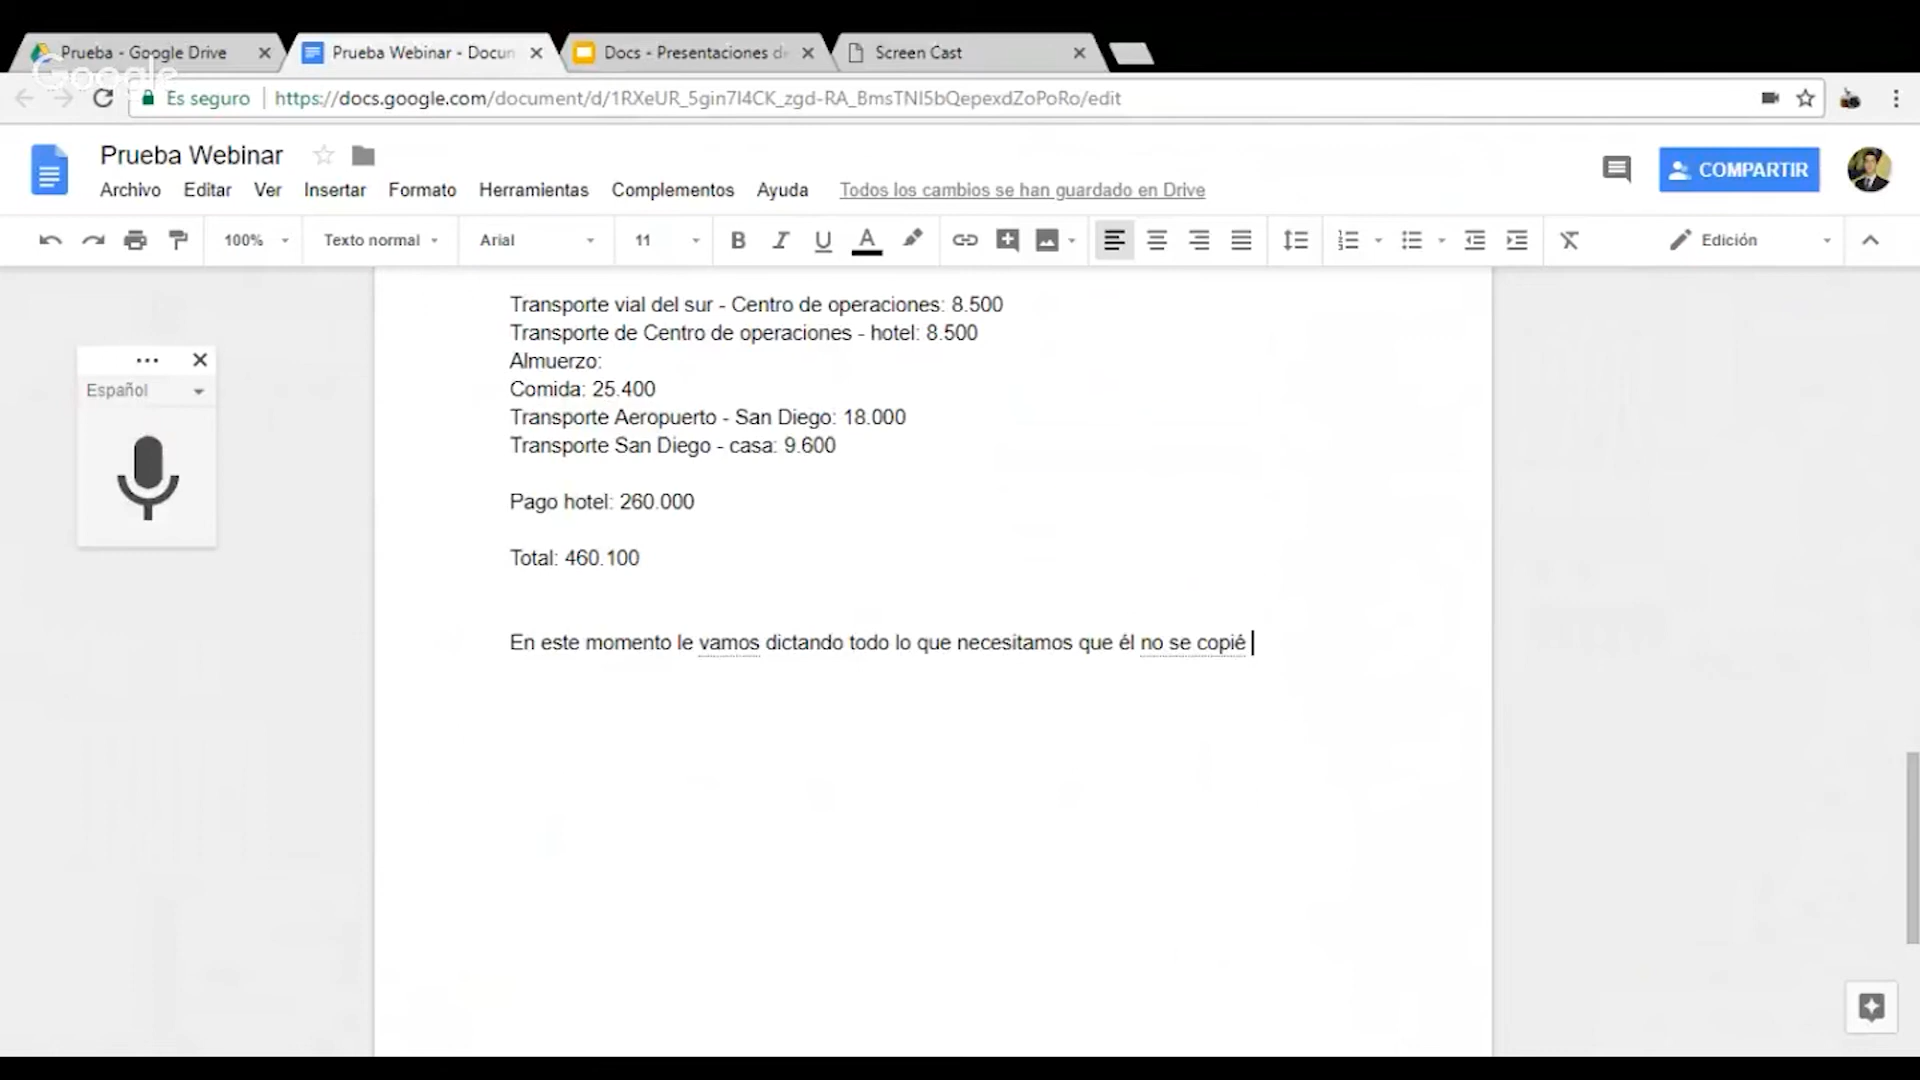 Prueba - Google Drive
Prueba Webinar - Docun
Docs - Presentaciones d
Screen Cast
Google
Es seguro
https://docs.google.com/document/d/1RXeUR_5gin7I4CK_zgd-RA_BmsTNI5bQepexdZoPoRo/edit
Prueba Webinar
COMPARTIR
Archivo Editar Ver Insertar Formato Herramientas Complementos Ayuda Todos los cambios se han guardado en Drive
100% Texto normal Arial 11 B I U A Edición
Transporte vial del sur - Centro de operaciones: 8.500
Transporte de Centro de operaciones - hotel: 8.500
Almuerzo:
Comida: 25.400
Transporte Aeropuerto - San Diego: 18.000
Transporte San Diego - casa: 9.600
Español
Pago hotel: 260.000
Total: 460.100
En este momento le vamos dictando todo lo que necesitamos que él no se copié